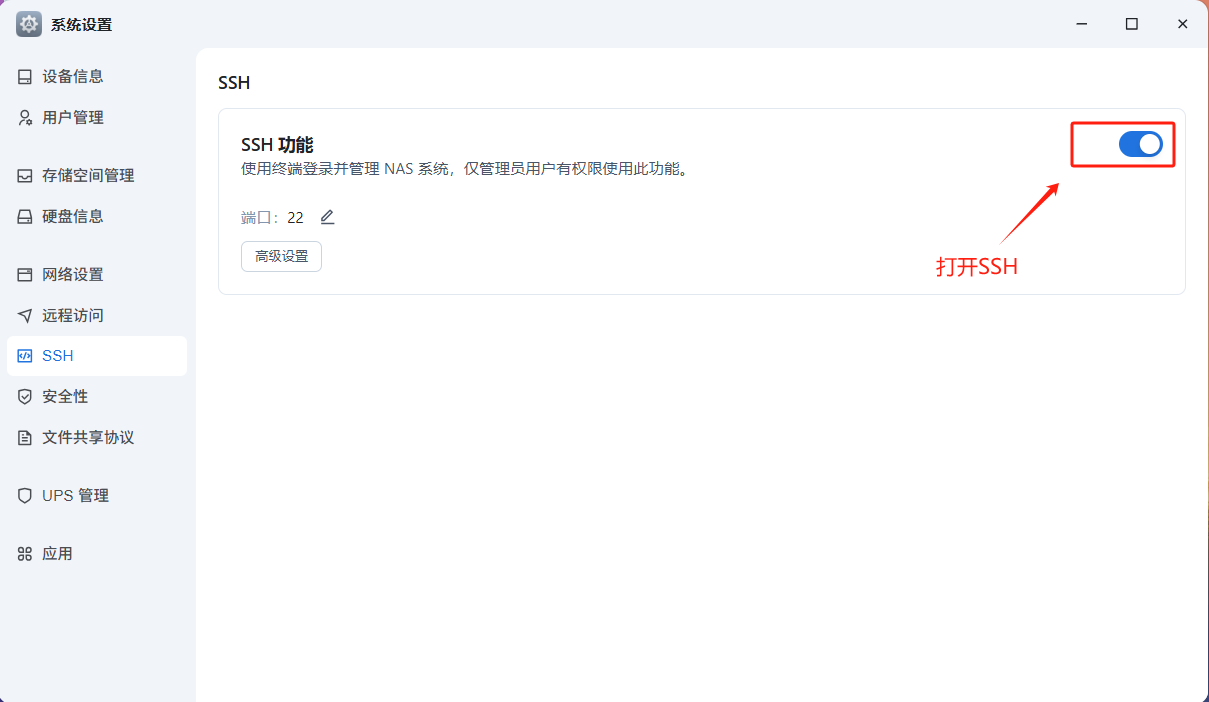 系统设置
设备信息
用户管理
存储空间管理
硬盘信息
网络设置
远程访问
SSH
安全性
文件共享协议
UPS 管理
应用
SSH
SSH 功能
使用终端登录并管理 NAS 系统，仅管理员用户有权限使用此功能。
端口： 22
高级设置
打开SSH